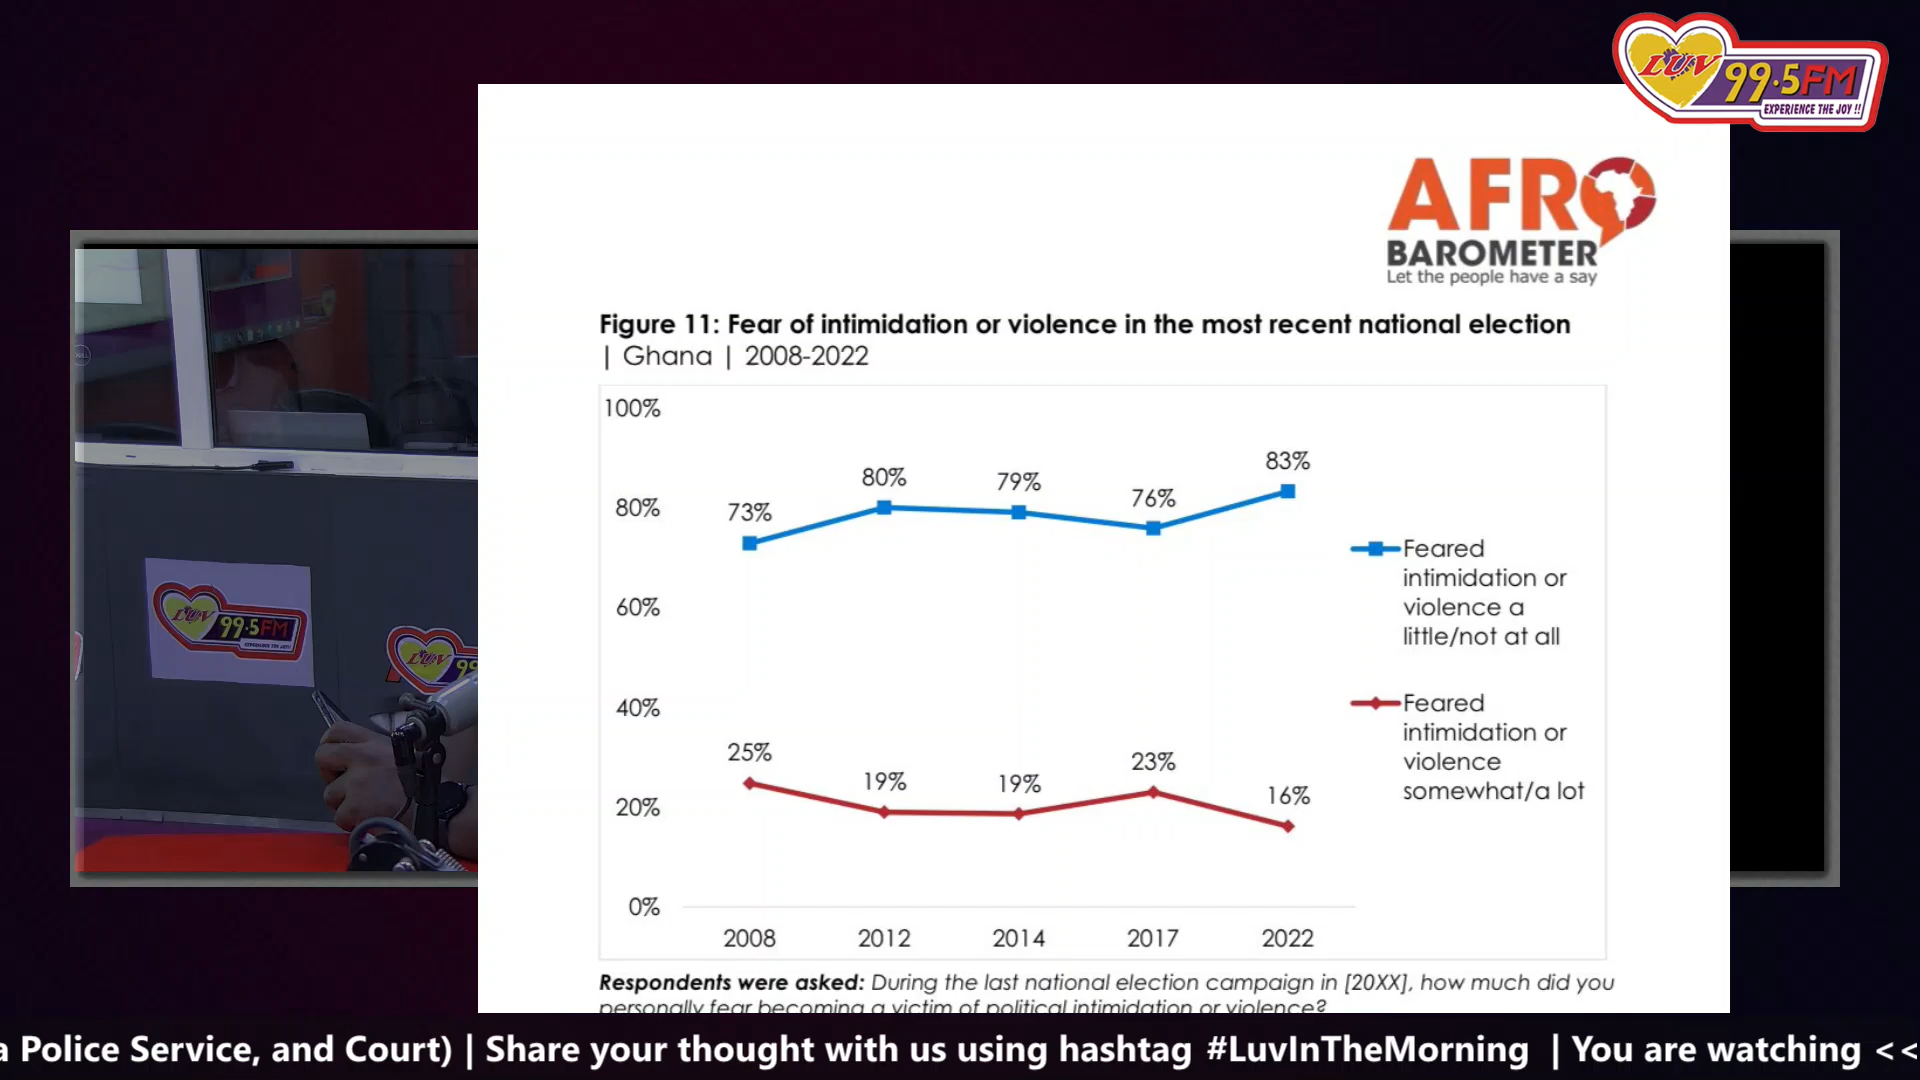 LUV 99.5FM
EXPERIENCE THE JOY !!
AFRO
BAROMETER
Let the people have a say
Figure 11: Fear of intimidation or violence in the most recent national election
| Ghana | 2008-2022
100%
80%
60%
40%
20%
0%
73%
80%
79%
76%
83%
25%
19%
19%
23%
16%
2008
2012
2014
2017
2022
Feared
intimidation or
violence a
little/not at all
Feared
intimidation or
violence
somewhat/a lot
Respondents were asked: During the last national election campaign in [20XX], how much did you
personally fear becoming a victim of political intimidation or violence?
LUV 99.5FM
EXPERIENCE THE JOY !!
LUV 99
a Police Service, and Court) | Share your thought with us using hashtag #LuvInTheMorning | You are watching <<